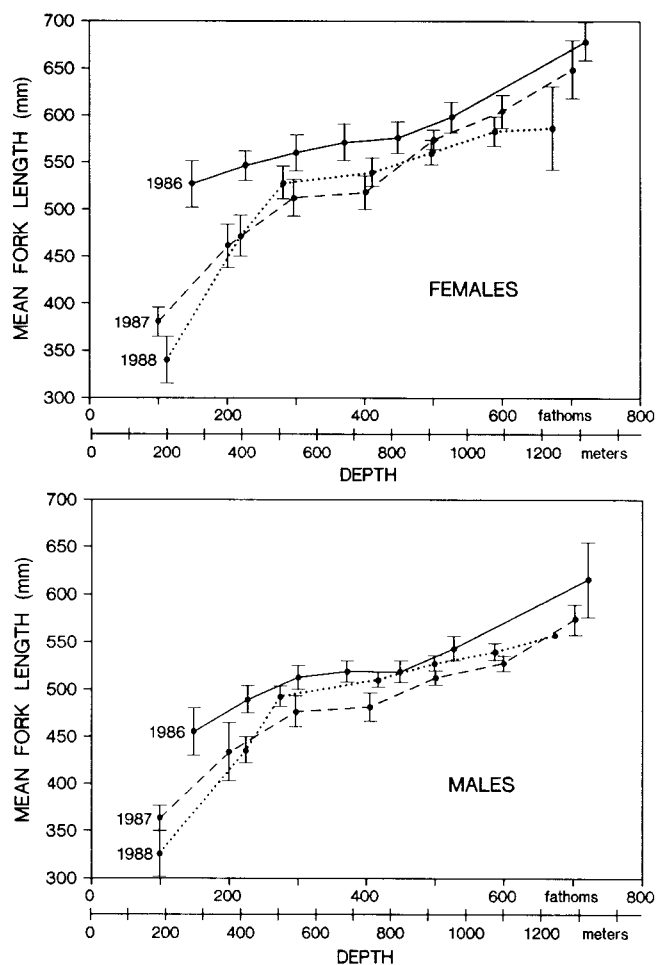 700
650
600
550
500
450
400
350
300
MEAN FORK LENGTH (mm)
1986
1987
1988
FEMALES
0 200 400 600 fathoms 800
0 200 400 600 800 1000 1200 meters
DEPTH
700
650
600
550
500
450
400
350
300
MEAN FORK LENGTH (mm)
1986
1987
1988
MALES
0 200 400 600 fathoms 800
0 200 400 600 800 1000 1200 meters
DEPTH